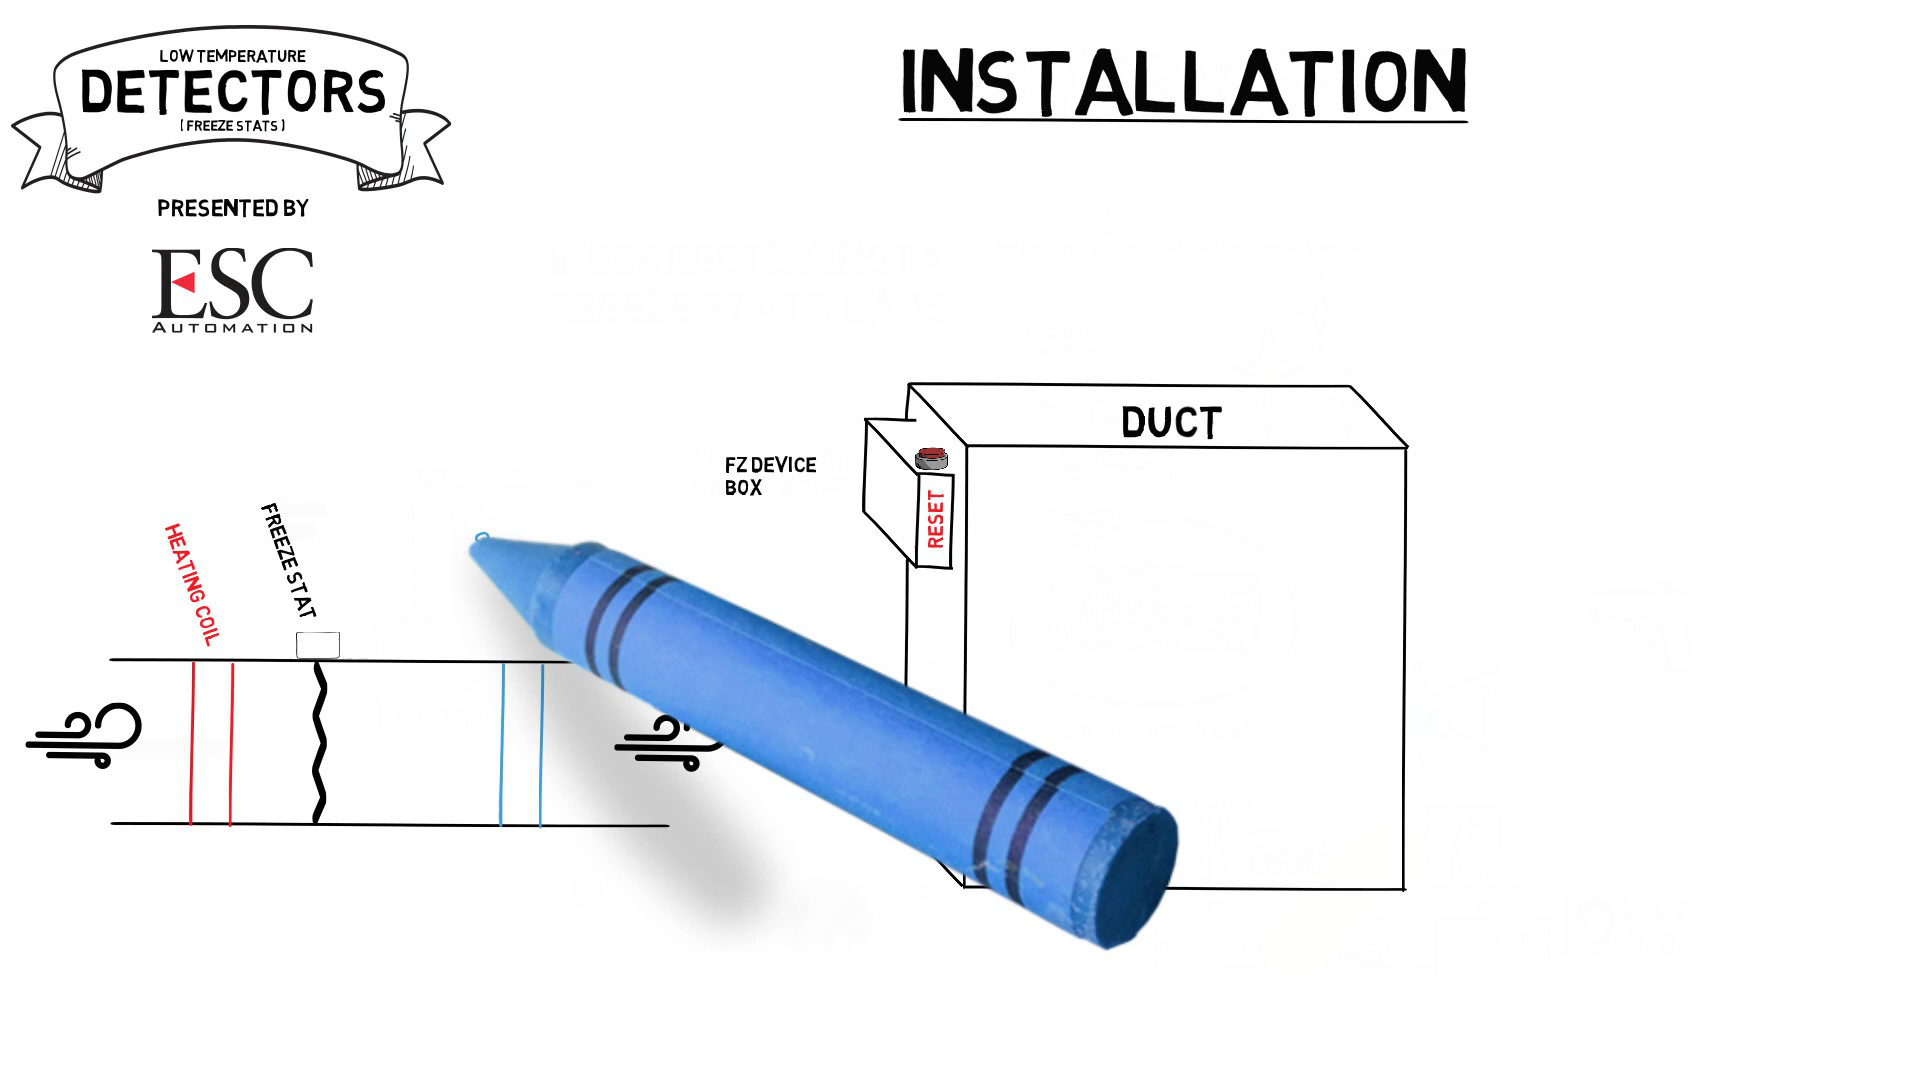 LOW TEMPERATURE
DETECTORS
(FREEZE STATS)
PRESENTED BY
ESC
AUTOMATION
INSTALLATION
DUCT
FZ DEVICE
BOX
RESET
HEATING COIL
FREEZE STAT